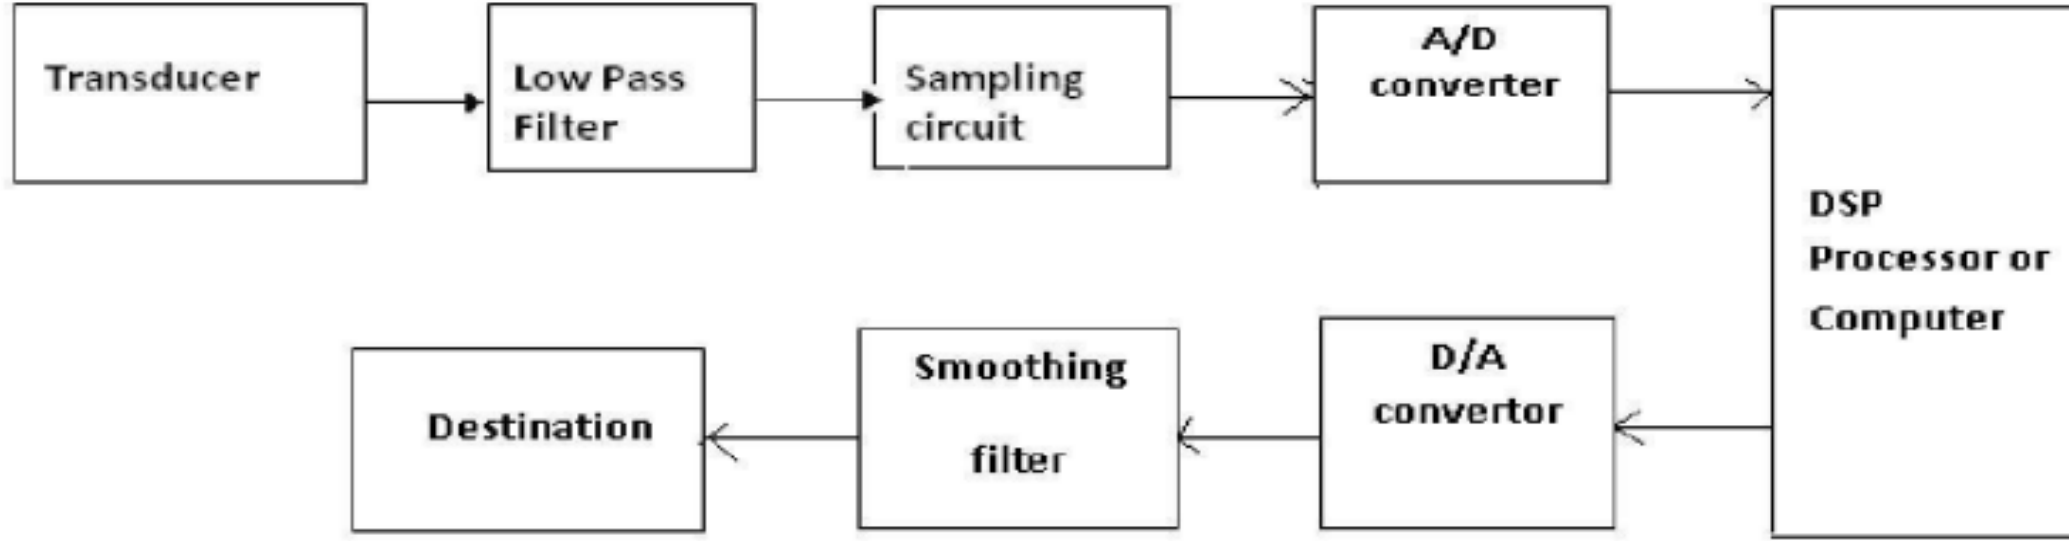 Transducer
Low Pass
Filter
Sampling
circuit
A/D
converter
DSP
Processor or
Computer
D/A
convertor
Smoothing
filter
Destination